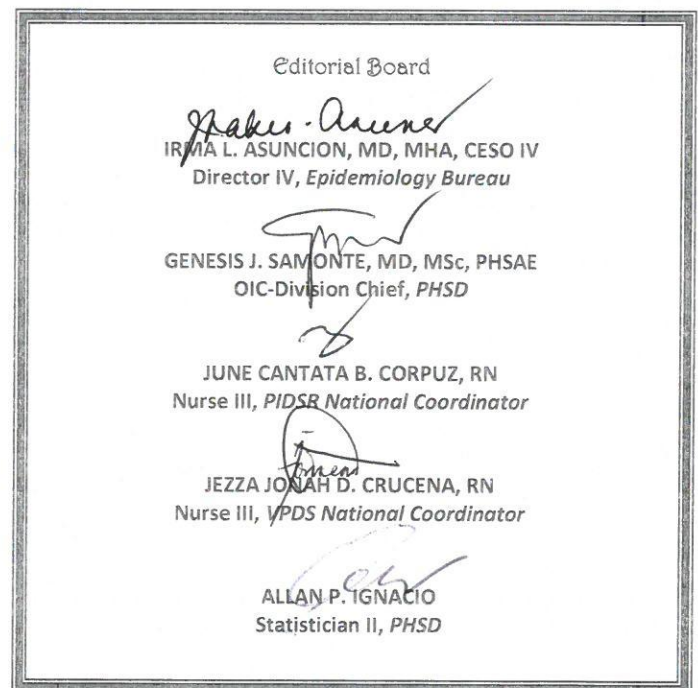 Editorial Board
IRMA L. ASUNCION, MD, MHA, CESO IV
Director IV, Epidemiology Bureau
GENESIS J. SAMONTE, MD, MSc, PHSAE
OIC-Division Chief, PHSD
JUNE CANTATA B. CORPUZ, RN
Nurse III, PIDSR National Coordinator
JEZZA JONAH D. CRUCENA, RN
Nurse III, VPDS National Coordinator
ALLAN P. IGNACIO
Statistician II, PHSD